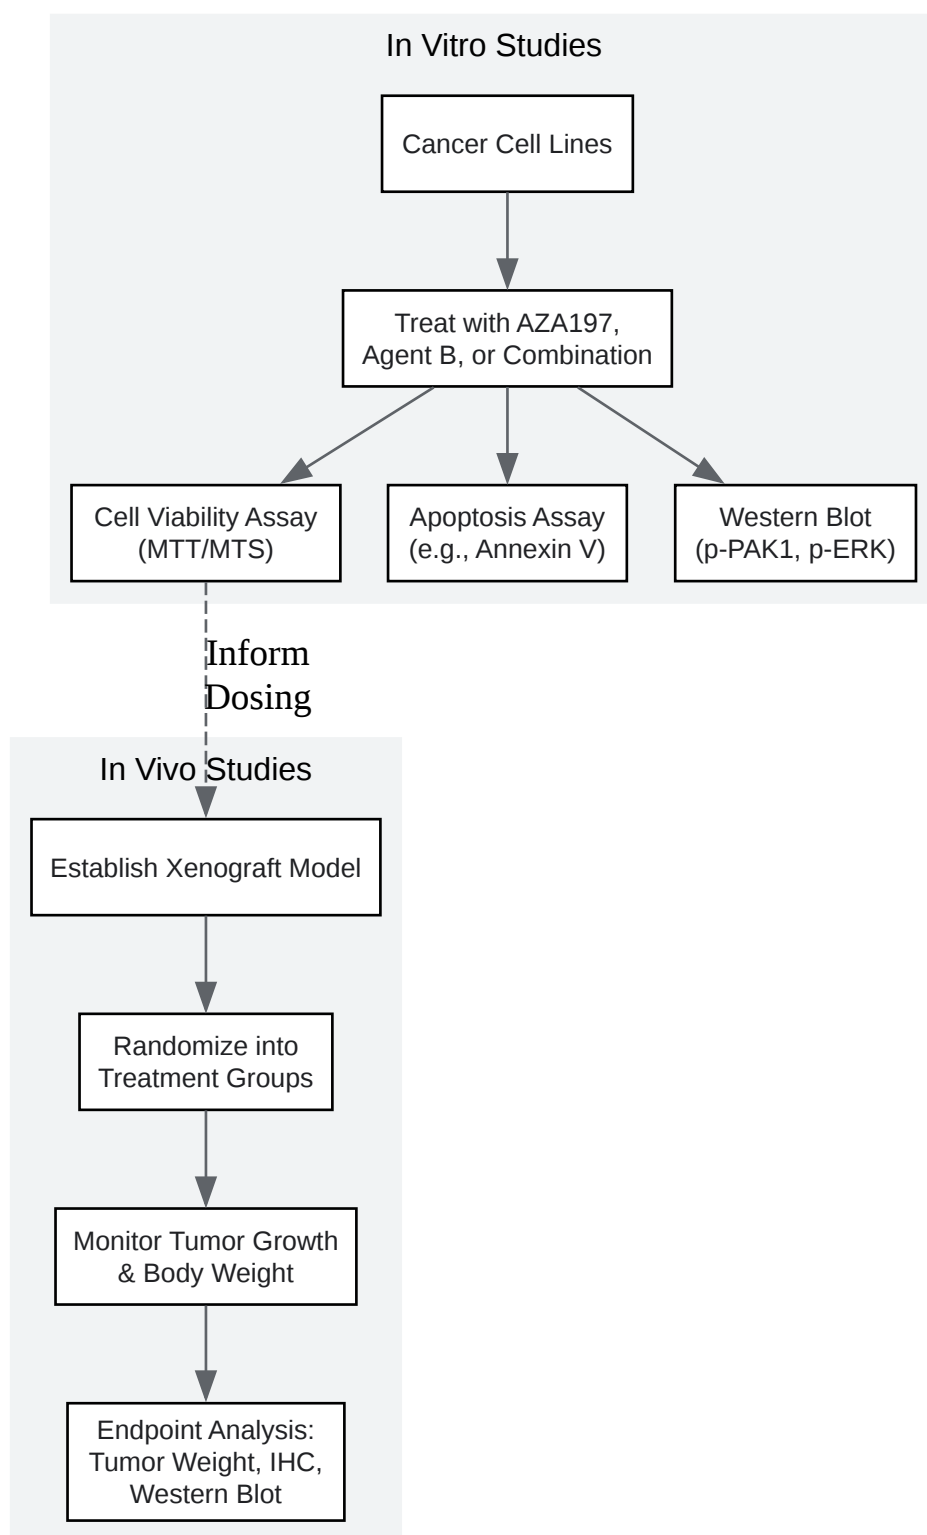 In Vitro Studies
Cancer Cell Lines
Treat with AZA197,
Agent B, or Combination
Cell Viability Assay
(MTT/MTS)
Apoptosis Assay
(e.g., Annexin V)
Western Blot
(p-PAK1, p-ERK)
Inform
Dosing
In Vivo Studies
Establish Xenograft Model
Randomize into
Treatment Groups
Monitor Tumor Growth
& Body Weight
Endpoint Analysis:
Tumor Weight, IHC,
Western Blot